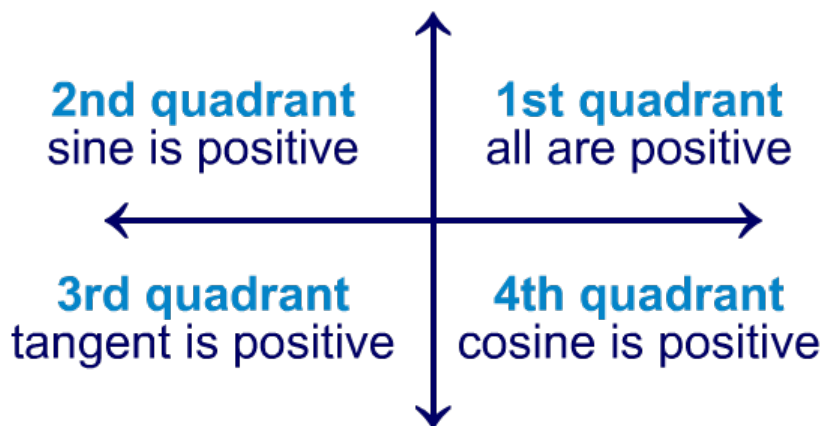 2nd quadrant
sine is positive
1st quadrant
all are positive
3rd quadrant
tangent is positive
4th quadrant
cosine is positive